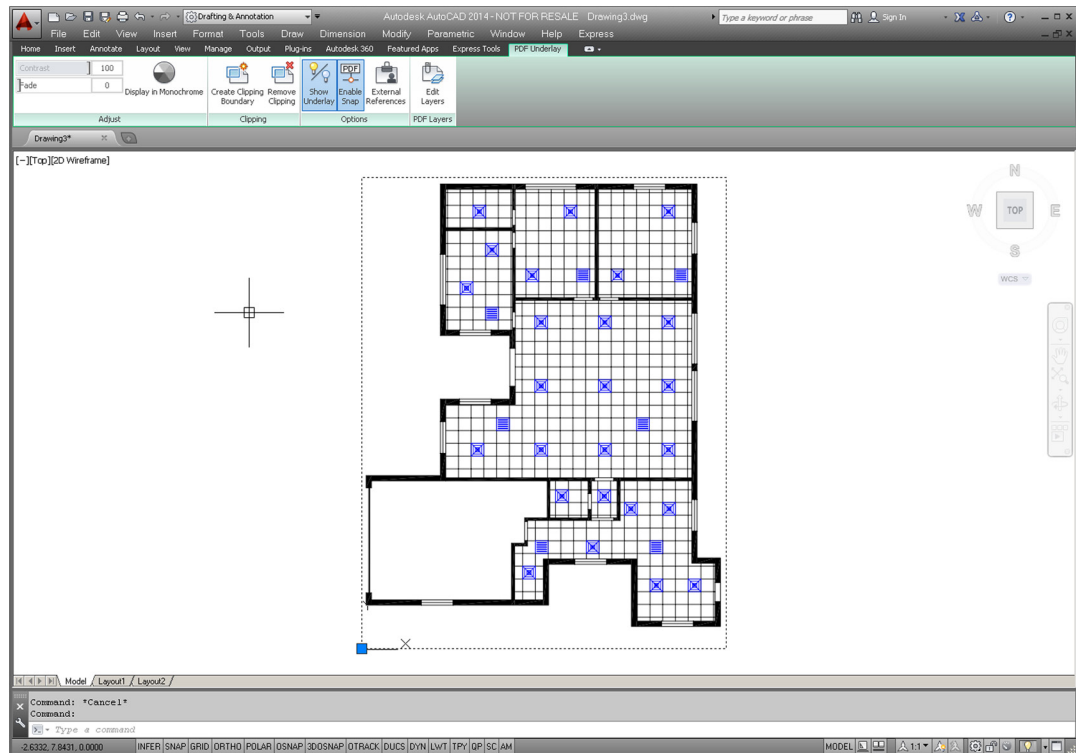 Drafting & Annotation
Autodesk AutoCAD 2014 - NOT FOR RESALE Drawing3.dwg
Type a keyword or phrase
Sign In
File Edit View Insert Format Tools Draw Dimension Modify Parametric Window Help Express
Home Insert Annotate Layout View Manage Output Plug-ins Autodesk 360 Featured Apps Express Tools PDF Underlay
Contrast 100
Fade 0
Display in Monochrome
Create Clipping Boundary
Remove Clipping
Show Underlay
PDF
Enable Snap
External References
Edit Layers
Adjust Clipping Options PDF Layers
Drawing3*
[-][Top][2D Wireframe]
N
W TOP E
S
WCS
X
Model Layout1 Layout2
Command: *Cancel*
Command:
Type a command
-2.6332, 7.8431, 0.0000 INFER SNAP GRID ORTHO POLAR OSNAP 3DOSNAP OTRACK DUCS DYN LWT TPY QP SC AM MODEL 1:1